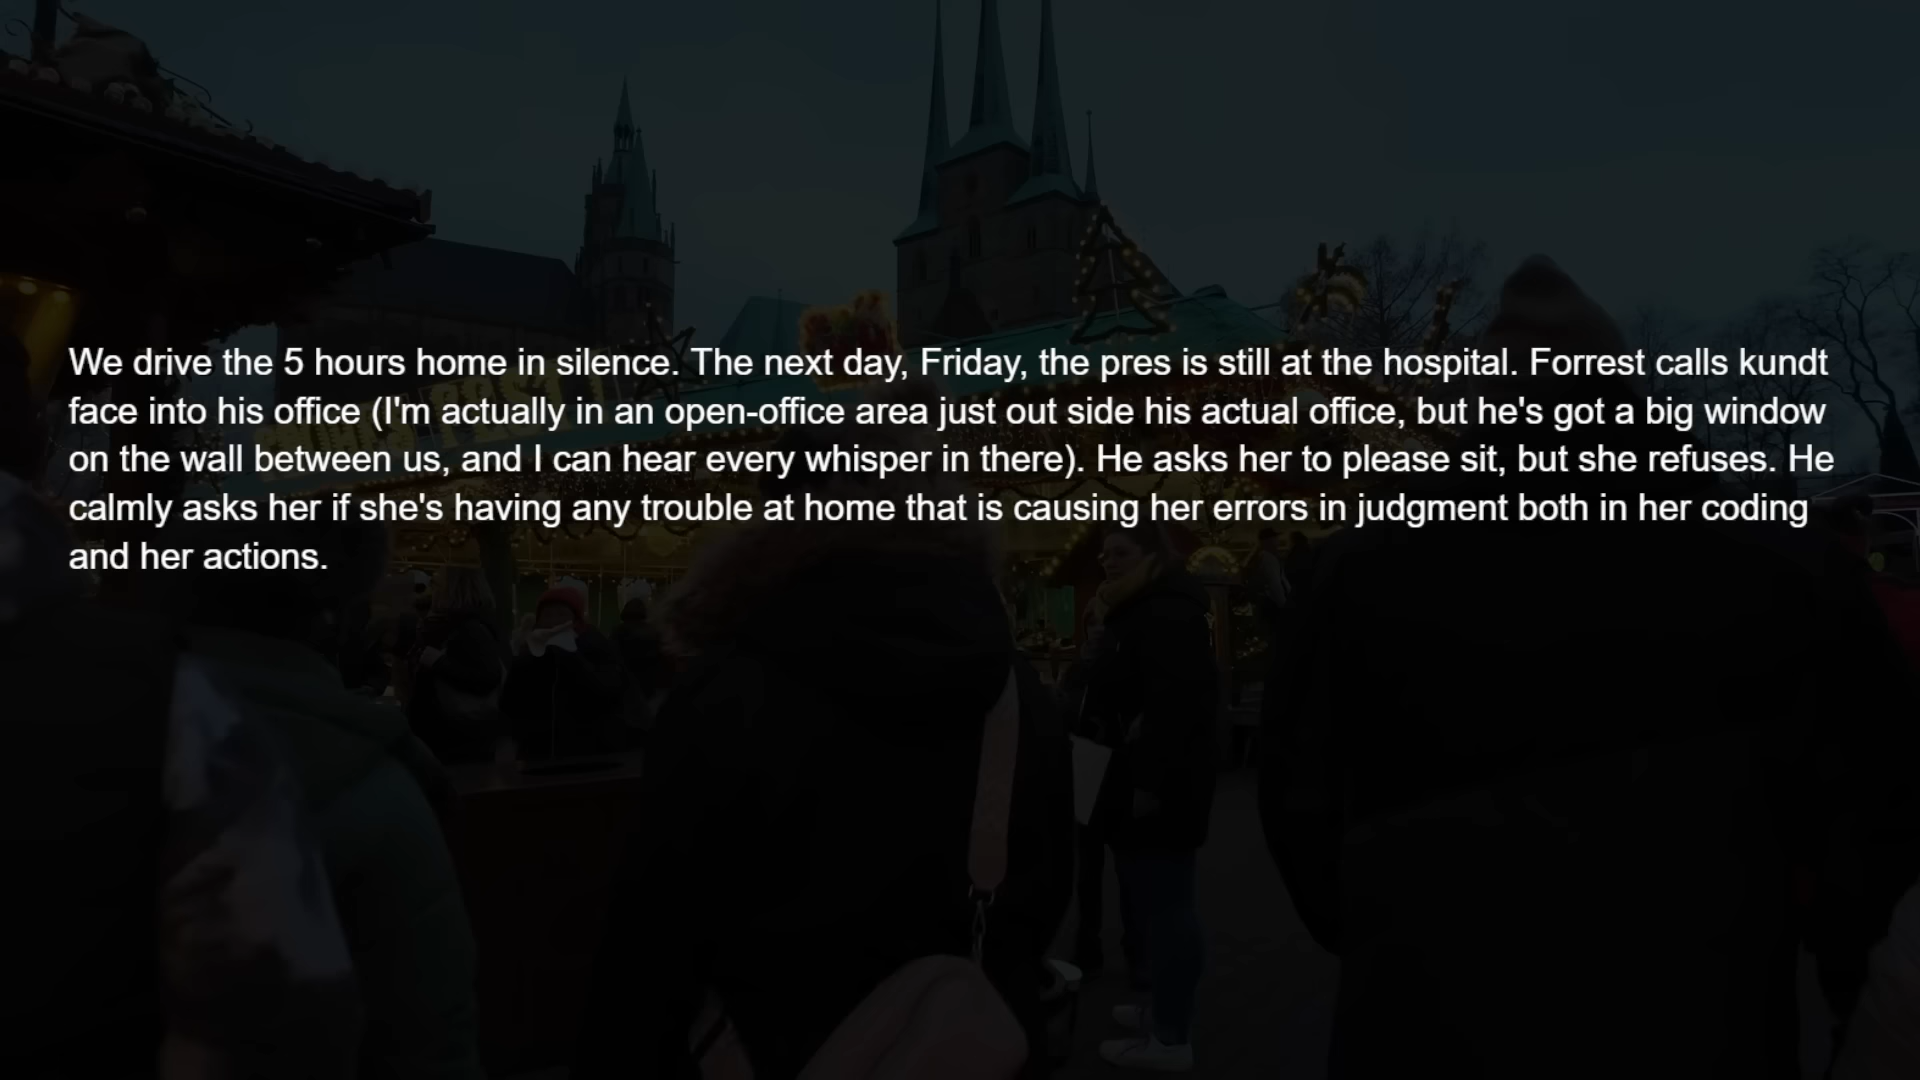 We drive the 5 hours home in silence. The next day, Friday, the pres is still at the hospital. Forrest calls kundt
face into his office (I'm actually in an open-office area just out side his actual office, but he's got a big window
on the wall between us, and I can hear every whisper in there). He asks her to please sit, but she refuses. He
calmly asks her if she's having any trouble at home that is causing her errors in judgment both in her coding
and her actions.